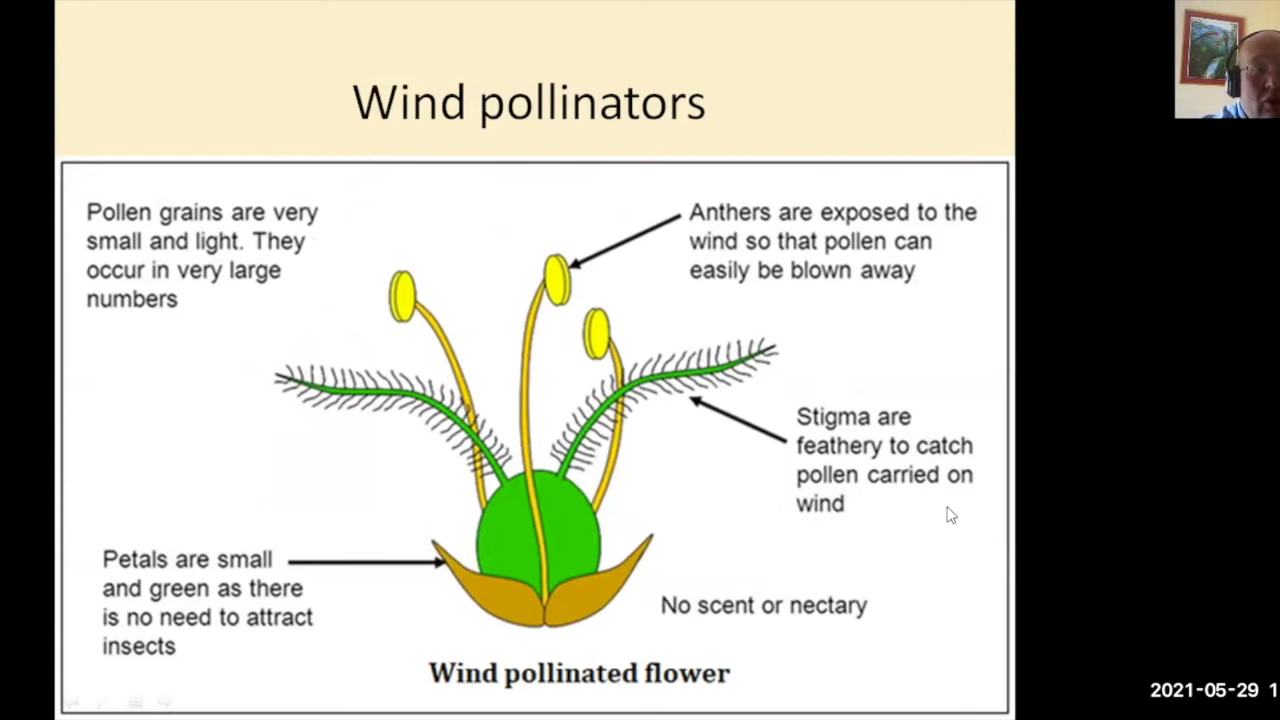 Wind pollinators
Pollen grains are very
small and light. They
occur in very large
numbers
Anthers are exposed to the
wind so that pollen can
easily be blown away
Stigma are
feathery to catch
pollen carried on
wind
Petals are small
and green as there
is no need to attract
insects
No scent or nectary
Wind pollinated flower
2021-05-29 1